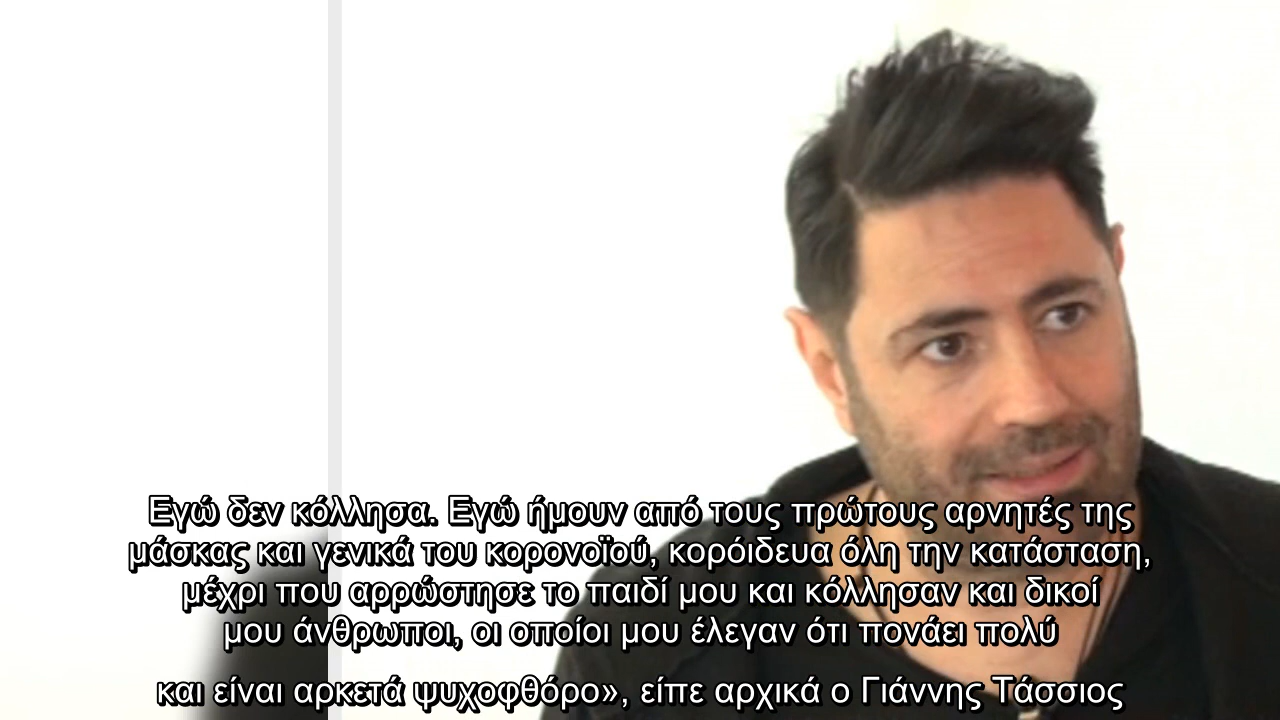 Εγώ δεν κόλλησα. Εγώ ήμουν από τους πρώτους αρνητές της
μάσκας και γενικά του κορονοϊού, κορόιδευα όλη την κατάσταση,
μέχρι που αρρώστησε το παιδί μου και κόλλησαν και δικοί
μου άνθρωποι, οι οποίοι μου έλεγαν ότι πονάει πολύ
και είναι αρκετά ψυχοφθόρο», είπε αρχικά ο Γιάννης Τάσσιος